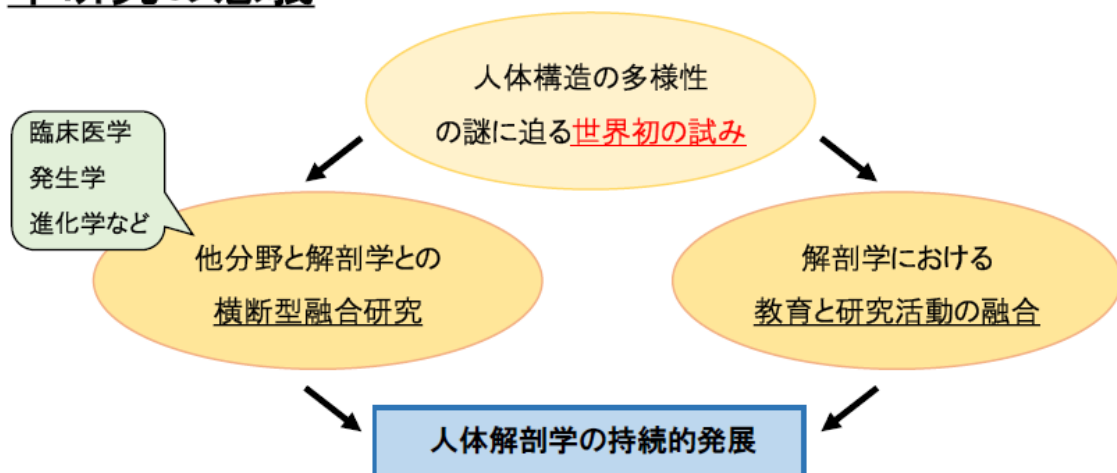 人体構造の多様性
の謎に迫る世界初の試み
臨床医学
発生学
進化学など
他分野と解剖学との
横断型融合研究
解剖学における
教育と研究活動の融合
人体解剖学の持続的発展